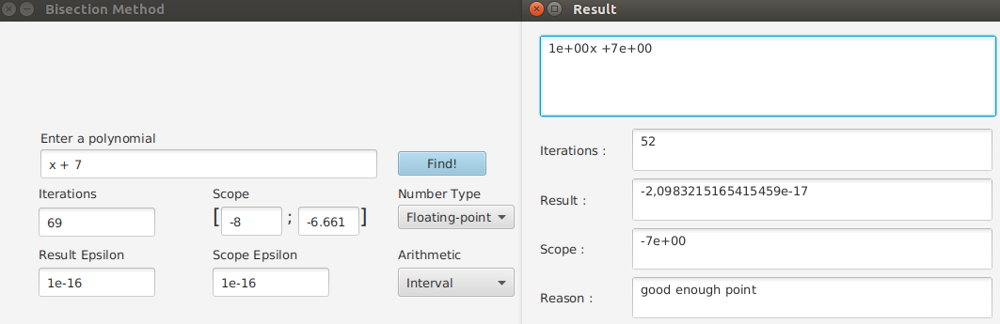 Bisection Method
Enter a polynomial
x + 7
Find!
Iterations
Scope
Number Type
69
[ -8 ; -6.661 ]
Floating-point
Result Epsilon
Scope Epsilon
Arithmetic
1e-16
1e-16
Interval
Result
1e+00x +7e+00
Iterations :
52
Result :
-2,0983215165415459e-17
Scope :
-7e+00
Reason :
good enough point